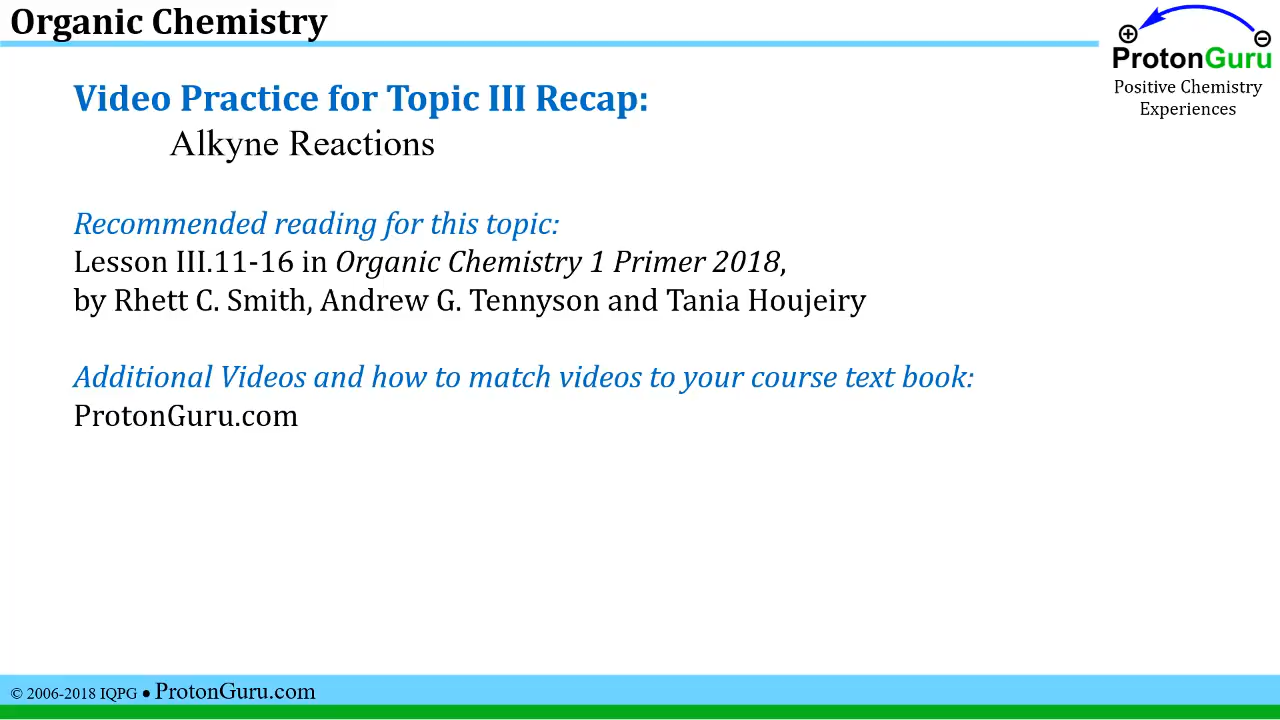 Organic Chemistry
ProtonGuru
Positive Chemistry
Experiences
Video Practice for Topic III Recap:
Alkyne Reactions
Recommended reading for this topic:
Lesson III.11-16 in Organic Chemistry 1 Primer 2018,
by Rhett C. Smith, Andrew G. Tennyson and Tania Houjeiry
Additional Videos and how to match videos to your course text book:
ProtonGuru.com
© 2006-2018 IQPG ● ProtonGuru.com